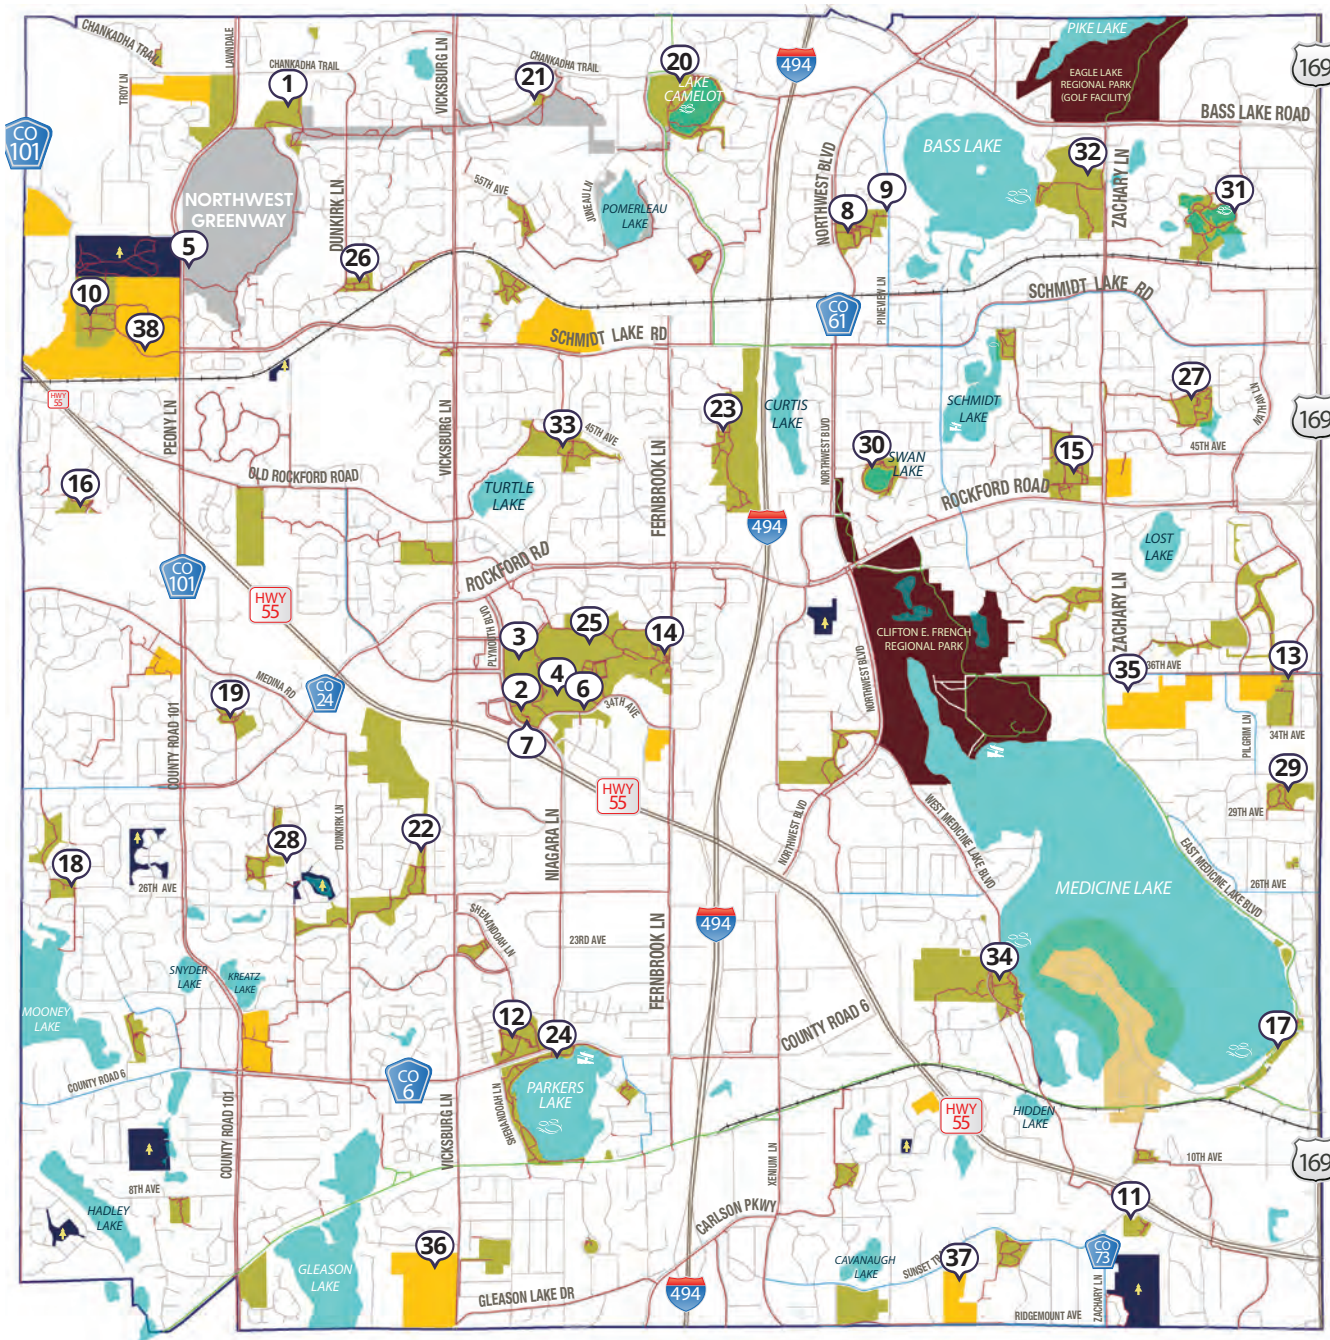 CHANKADHA TRAIL
LAWNDALE
TROY LN
CHANKADHA TRAIL
1
VICKSBURG LN
CHANKADHA TRAIL
21
20
LAKE
CAMELOT
494
PIKE LAKE
EAGLE LAKE
REGIONAL PARK
(GOLF FACILITY)
169
BASS LAKE ROAD
CO
101
NORTHWEST
GREENWAY
DUNKIRK LN
55TH AVE
JUNEAU LN
POMERLEAU
LAKE
NORTHWEST BLVD
8
9
BASS LAKE
32
ZACHARY LN
31
5
26
10
38
CO
61
PINEVIEW LN
SCHMIDT LAKE RD
SCHMIDT LAKE RD
HWY
55
PEONY LN
VICKSBURG LN
33
45TH AVE
23
CURTIS
LAKE
NORTHWEST BLVD
30
SWAN
LAKE
SCHMIDT
LAKE
27
NATHAN LN
169
45TH AVE
15
16
OLD ROCKFORD ROAD
TURTLE
LAKE
FERNBROOK LN
494
ROCKFORD ROAD
LOST
LAKE
CO
101
HWY
55
ROCKFORD RD
PLYMOUTH BLVD
3
25
14
4
2
6
34TH AVE
7
CLIFTON E. FRENCH
REGIONAL PARK
NORTHWEST BLVD
ZACHARY LN
36TH AVE
35
13
PILGRIM LN
34TH AVE
MEDINA RD
CO
24
19
COUNTY ROAD 101
HWY
55
29
29TH AVE
18
26TH AVE
28
DUNKIRK LN
22
NIAGARA LN
NORTHWEST BLVD
WEST MEDICINE LAKE BLVD
MEDICINE LAKE
EAST MEDICINE LAKE BLVD
26TH AVE
SHENANDOAH LN
23RD AVE
FERNBROOK LN
494
34
SNYDER
LAKE
KREATZ
LAKE
MOONEY
LAKE
12
24
COUNTY ROAD 6
17
COUNTY ROAD 6
CO
6
PARKERS
LAKE
SHENANDOAH LN
HWY
55
HIDDEN
LAKE
COUNTY ROAD 101
VICKSBURG LN
XENIUM LN
10TH AVE
169
8TH AVE
HADLEY
LAKE
CARLSON PKWY
11
GLEASON
LAKE
36
GLEASON LAKE DR
494
CAVANAUGH
LAKE
SUNSET TR
37
CO
73
ZACHARY LN
RIDGEMOUNT AVE